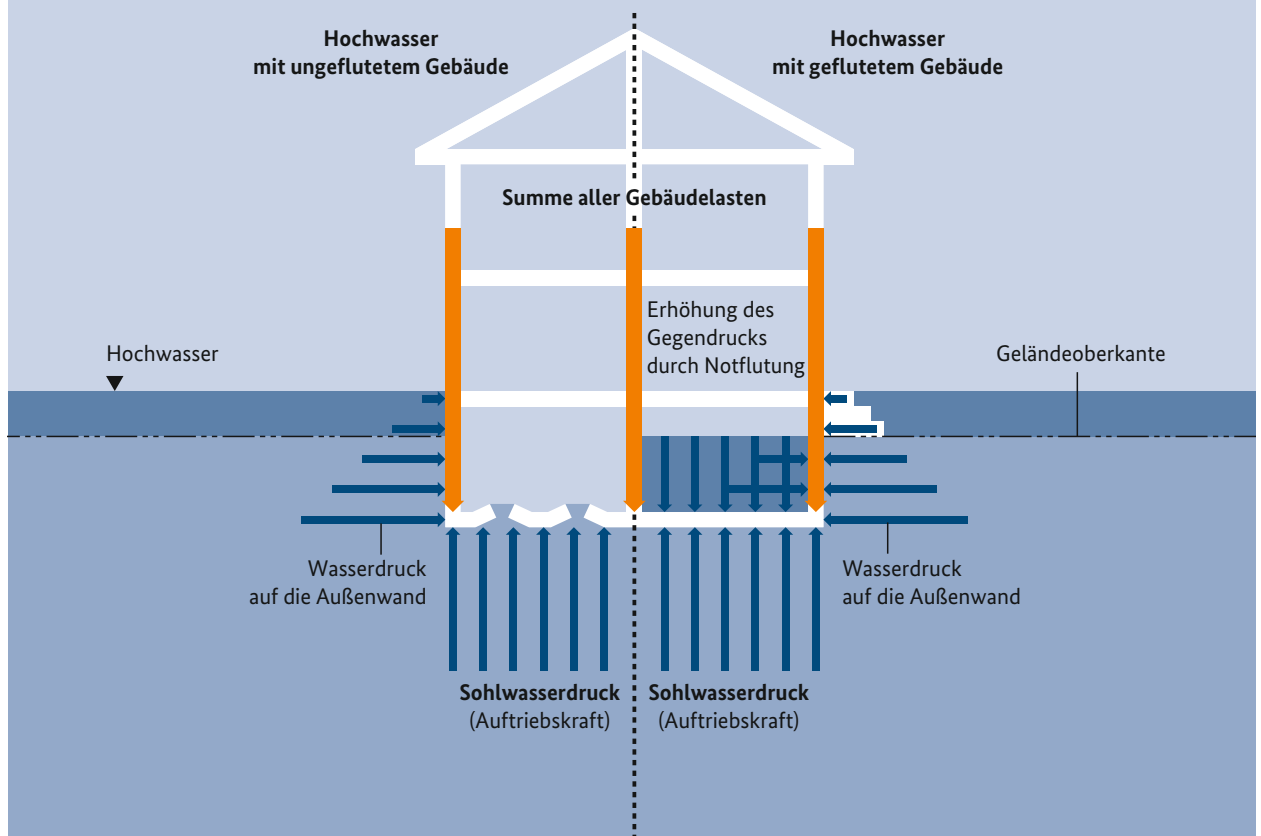 Hochwasser
mit ungeflutetem Gebäude
Hochwasser
mit geflutetem Gebäude
Summe aller Gebäudelasten
Erhöhung des
Gegendrucks
durch Notflutung
Hochwasser
Geländeoberkante
Wasserdruck
auf die Außenwand
Wasserdruck
auf die Außenwand
Sohlwasserdruck
(Auftriebskraft)
Sohlwasserdruck
(Auftriebskraft)